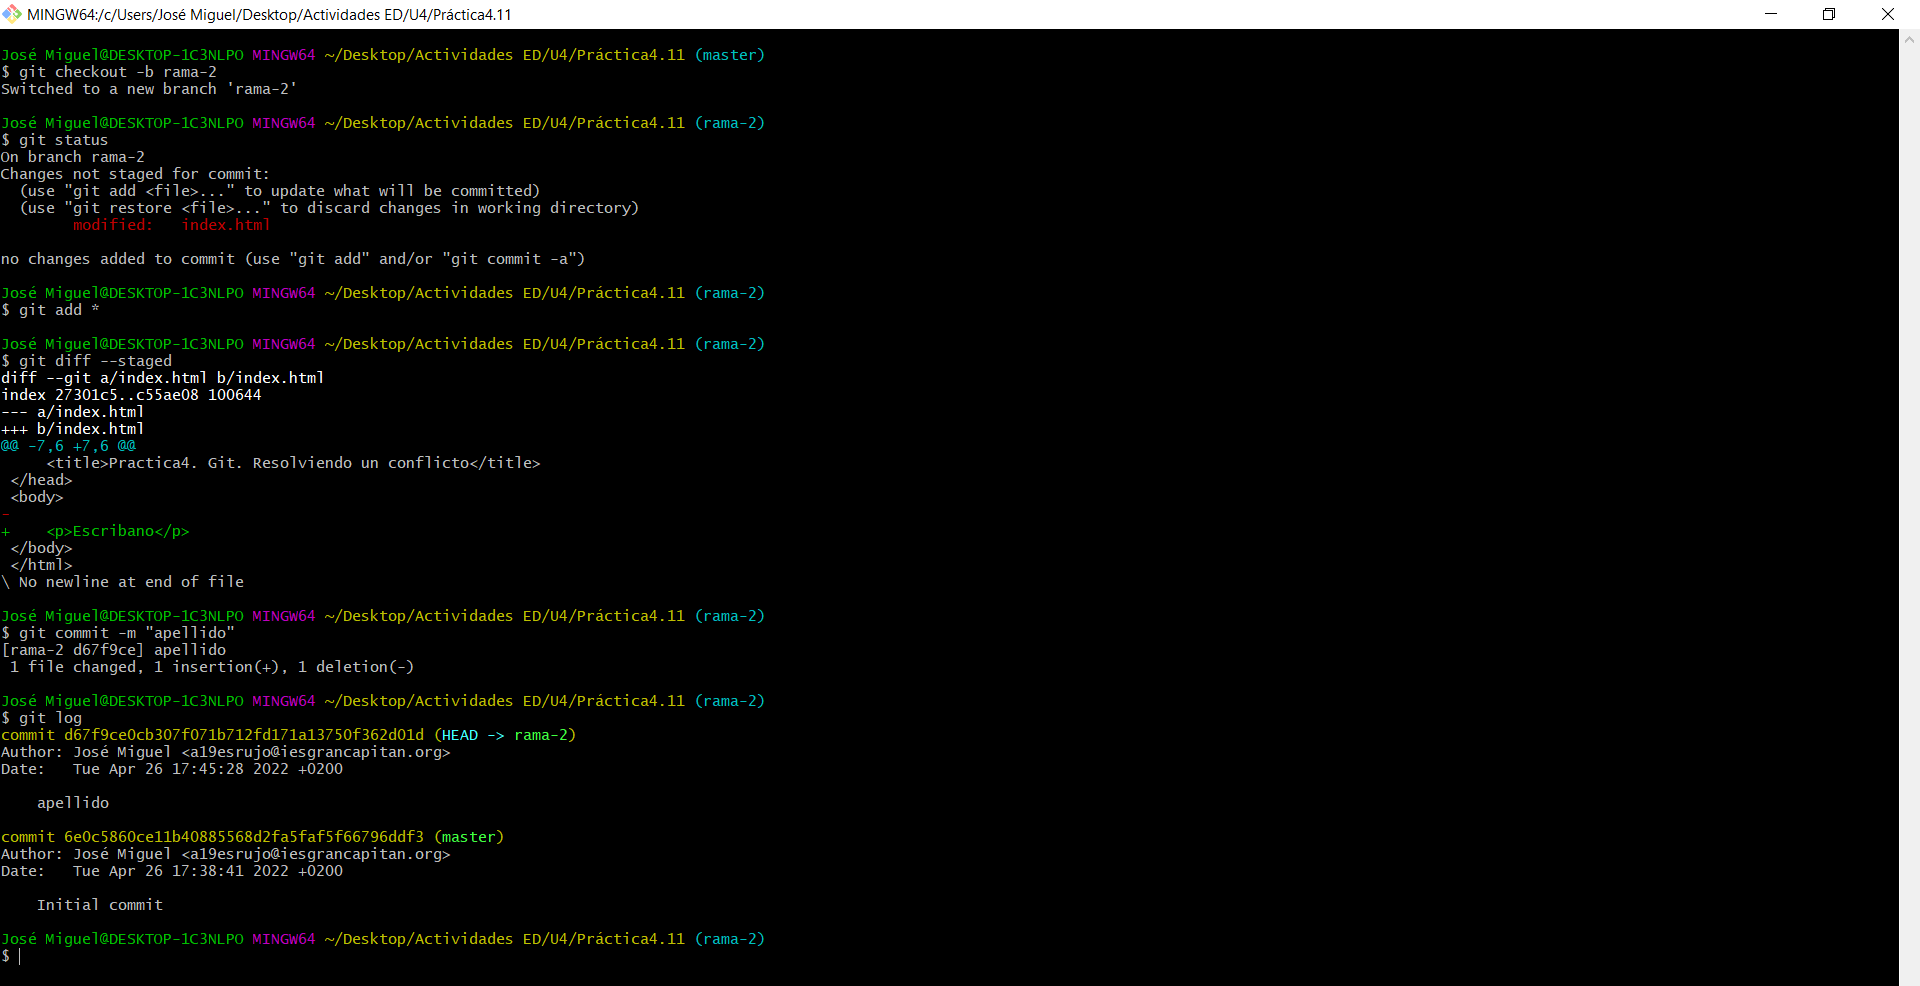 MINGW64:/c/Users/José Miguel/Desktop/Actividades ED/U4/Práctica4.11
José Miguel@DESKTOP-1C3NLPO MINGW64 ~/Desktop/Actividades ED/U4/Práctica4.11 (master)
$ git checkout -b rama-2
Switched to a new branch 'rama-2'
José Miguel@DESKTOP-1C3NLPO MINGW64 ~/Desktop/Actividades ED/U4/Práctica4.11 (rama-2)
$ git status
On branch rama-2
Changes not staged for commit:
  (use "git add <file>..." to update what will be committed)
  (use "git restore <file>..." to discard changes in working directory)
        modified:   index.html
no changes added to commit (use "git add" and/or "git commit -a")
José Miguel@DESKTOP-1C3NLPO MINGW64 ~/Desktop/Actividades ED/U4/Práctica4.11 (rama-2)
$ git add *
José Miguel@DESKTOP-1C3NLPO MINGW64 ~/Desktop/Actividades ED/U4/Práctica4.11 (rama-2)
$ git diff --staged
diff --git a/index.html b/index.html
index 27301c5..c55ae08 100644
--- a/index.html
+++ b/index.html
@@ -7,6 +7,6 @@
     <title>Practica4. Git. Resolviendo un conflicto</title>
 </head>
 <body>
-
+    <p>Escribano</p>
 </body>
 </html>
\ No newline at end of file
José Miguel@DESKTOP-1C3NLPO MINGW64 ~/Desktop/Actividades ED/U4/Práctica4.11 (rama-2)
$ git commit -m "apellido"
[rama-2 d67f9ce] apellido
 1 file changed, 1 insertion(+), 1 deletion(-)
José Miguel@DESKTOP-1C3NLPO MINGW64 ~/Desktop/Actividades ED/U4/Práctica4.11 (rama-2)
$ git log
commit d67f9ce0cb307f071b712fd171a13750f362d01d (HEAD -> rama-2)
Author: José Miguel <a19esrujo@iesgrancapitan.org>
Date:   Tue Apr 26 17:45:28 2022 +0200
    apellido
commit 6e0c5860ce11b40885568d2fa5faf5f66796ddf3 (master)
Author: José Miguel <a19esrujo@iesgrancapitan.org>
Date:   Tue Apr 26 17:38:41 2022 +0200
    Initial commit
José Miguel@DESKTOP-1C3NLPO MINGW64 ~/Desktop/Actividades ED/U4/Práctica4.11 (rama-2)
$